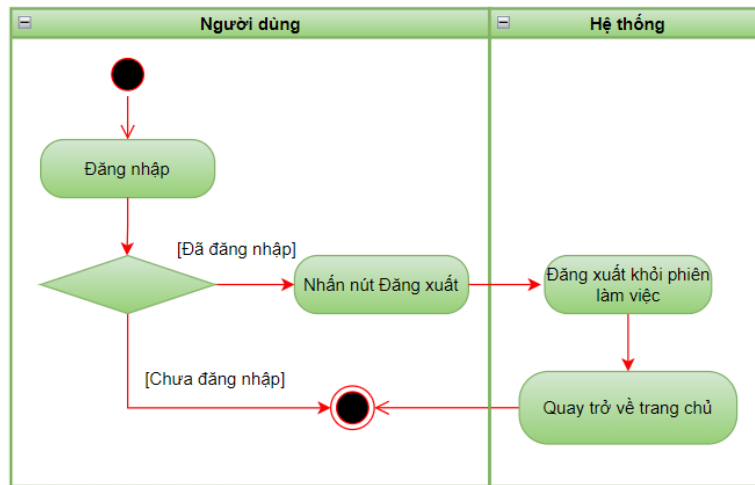 Người dùng
Hệ thống
Đăng nhập
[Đã đăng nhập]
Nhấn nút Đăng xuất
Đăng xuất khỏi phiên
làm việc
[Chưa đăng nhập]
Quay trở về trang chủ